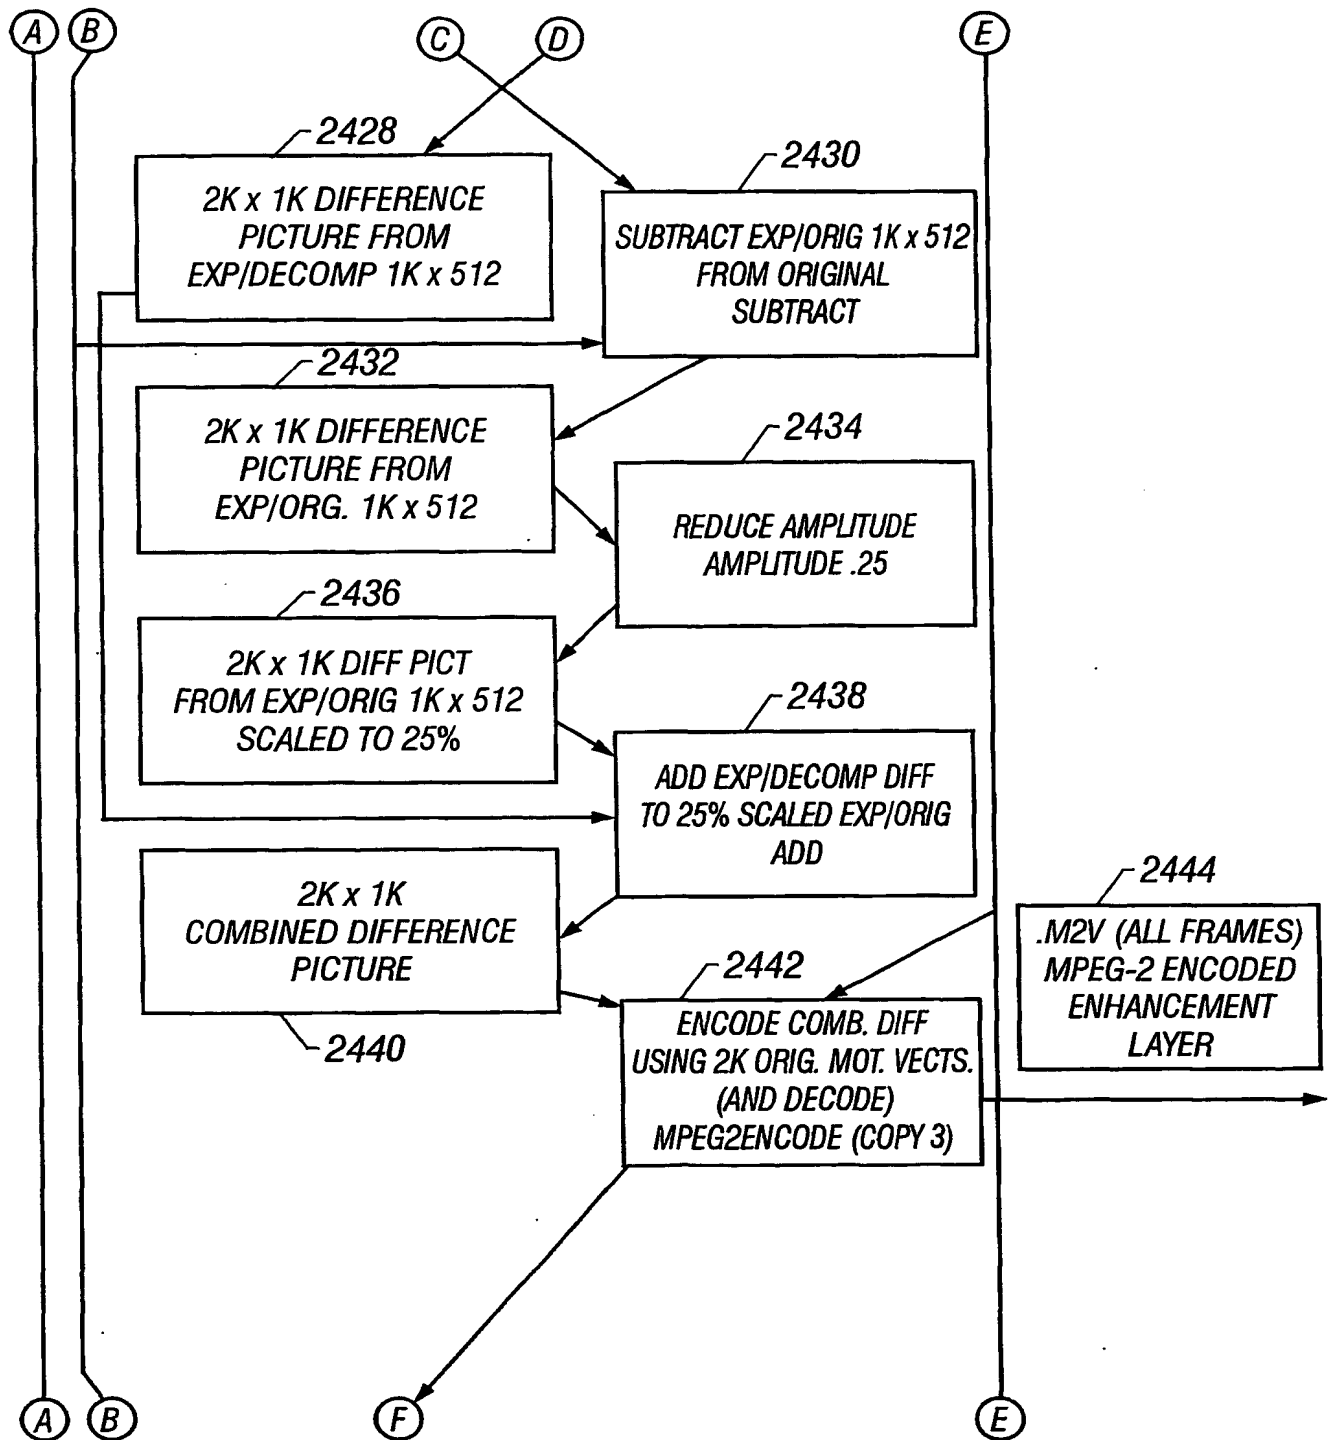 A B C D E
2428
2K x 1K DIFFERENCE
PICTURE FROM
EXP/DECOMP 1K x 512
2430
SUBTRACT EXP/ORIG 1K x 512
FROM ORIGINAL
SUBTRACT
2432
2K x 1K DIFFERENCE
PICTURE FROM
EXP/ORG. 1K x 512
2434
REDUCE AMPLITUDE
AMPLITUDE .25
2436
2K x 1K DIFF PICT
FROM EXP/ORIG 1K x 512
SCALED TO 25%
2438
ADD EXP/DECOMP DIFF
TO 25% SCALED EXP/ORIG
ADD
2K x 1K
COMBINED DIFFERENCE
PICTURE
2440
2442
ENCODE COMB. DIFF
USING 2K ORIG. MOT. VECTS.
(AND DECODE)
MPEG2ENCODE (COPY 3)
2444
.M2V (ALL FRAMES)
MPEG-2 ENCODED
ENHANCEMENT
LAYER
A B F E